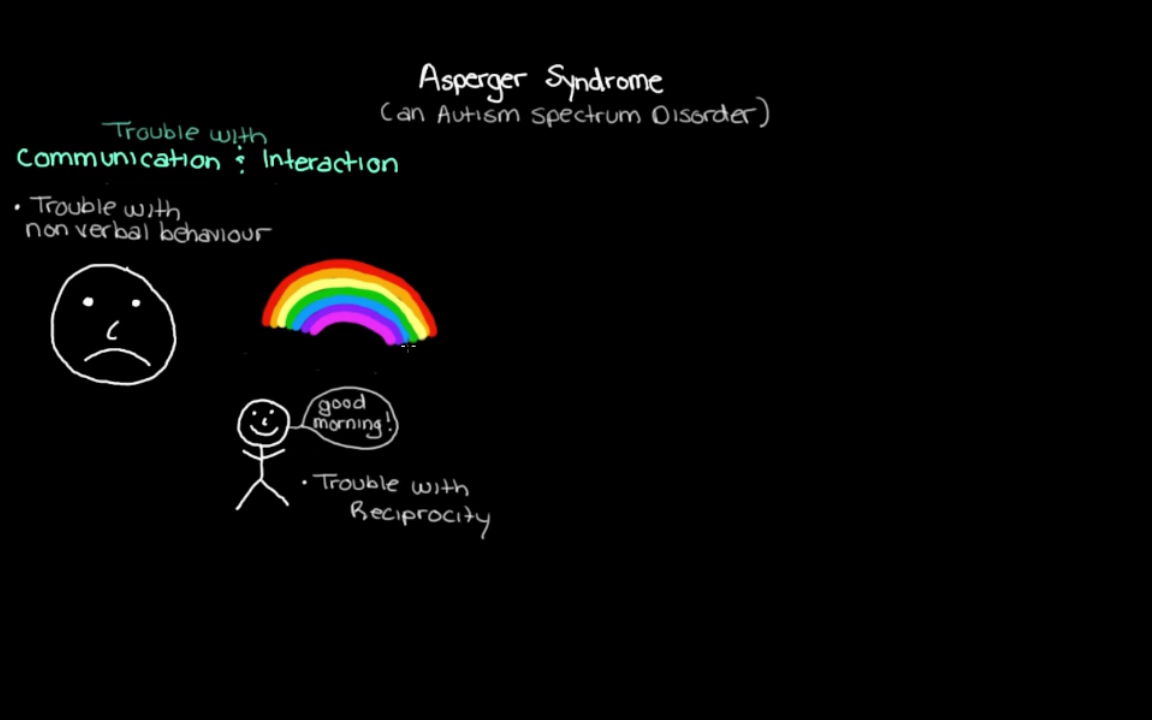 Asperger Syndrome
(an Autism Spectrum Disorder)
Trouble with
Communication & Interaction
• Trouble with
non verbal behaviour
good
morning!
• Trouble with
Reciprocity